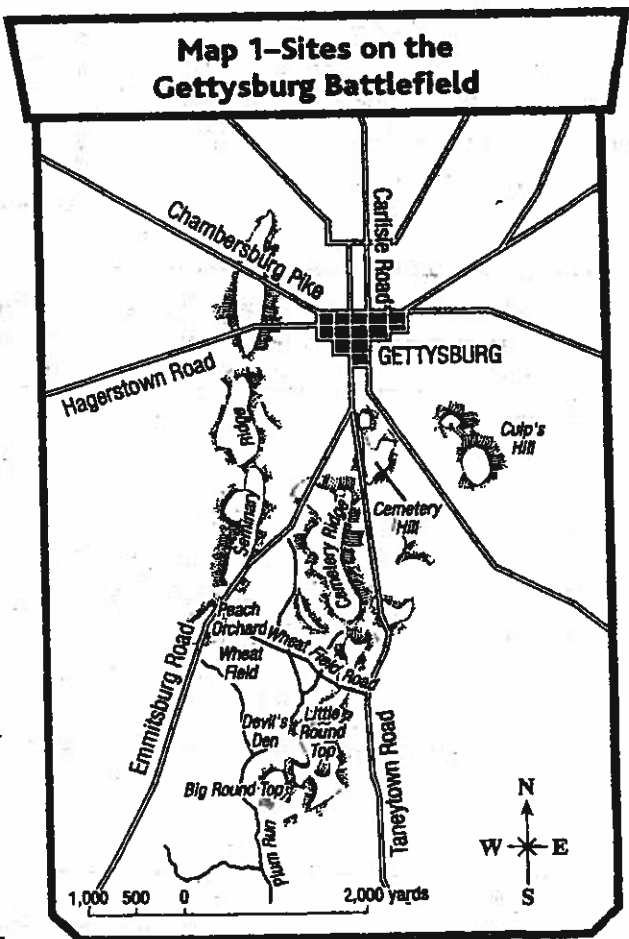 Map 1–Sites on the
Gettysburg Battlefield
Carlisle Road
Chambersburg Pike
GETTYSBURG
Hagerstown Road
Ridge
Culp's
Hill
Seminary
Cemetery Ridge
Cemetery
Hill
Peach
Orchard
Wheat Field Road
Wheat
Field
Emmitsburg Road
Devil's
Den
Little
Round
Top
Taneytown Road
Big Round Top
Plum Run
N
W E
S
1,000 500 0 2,000 yards